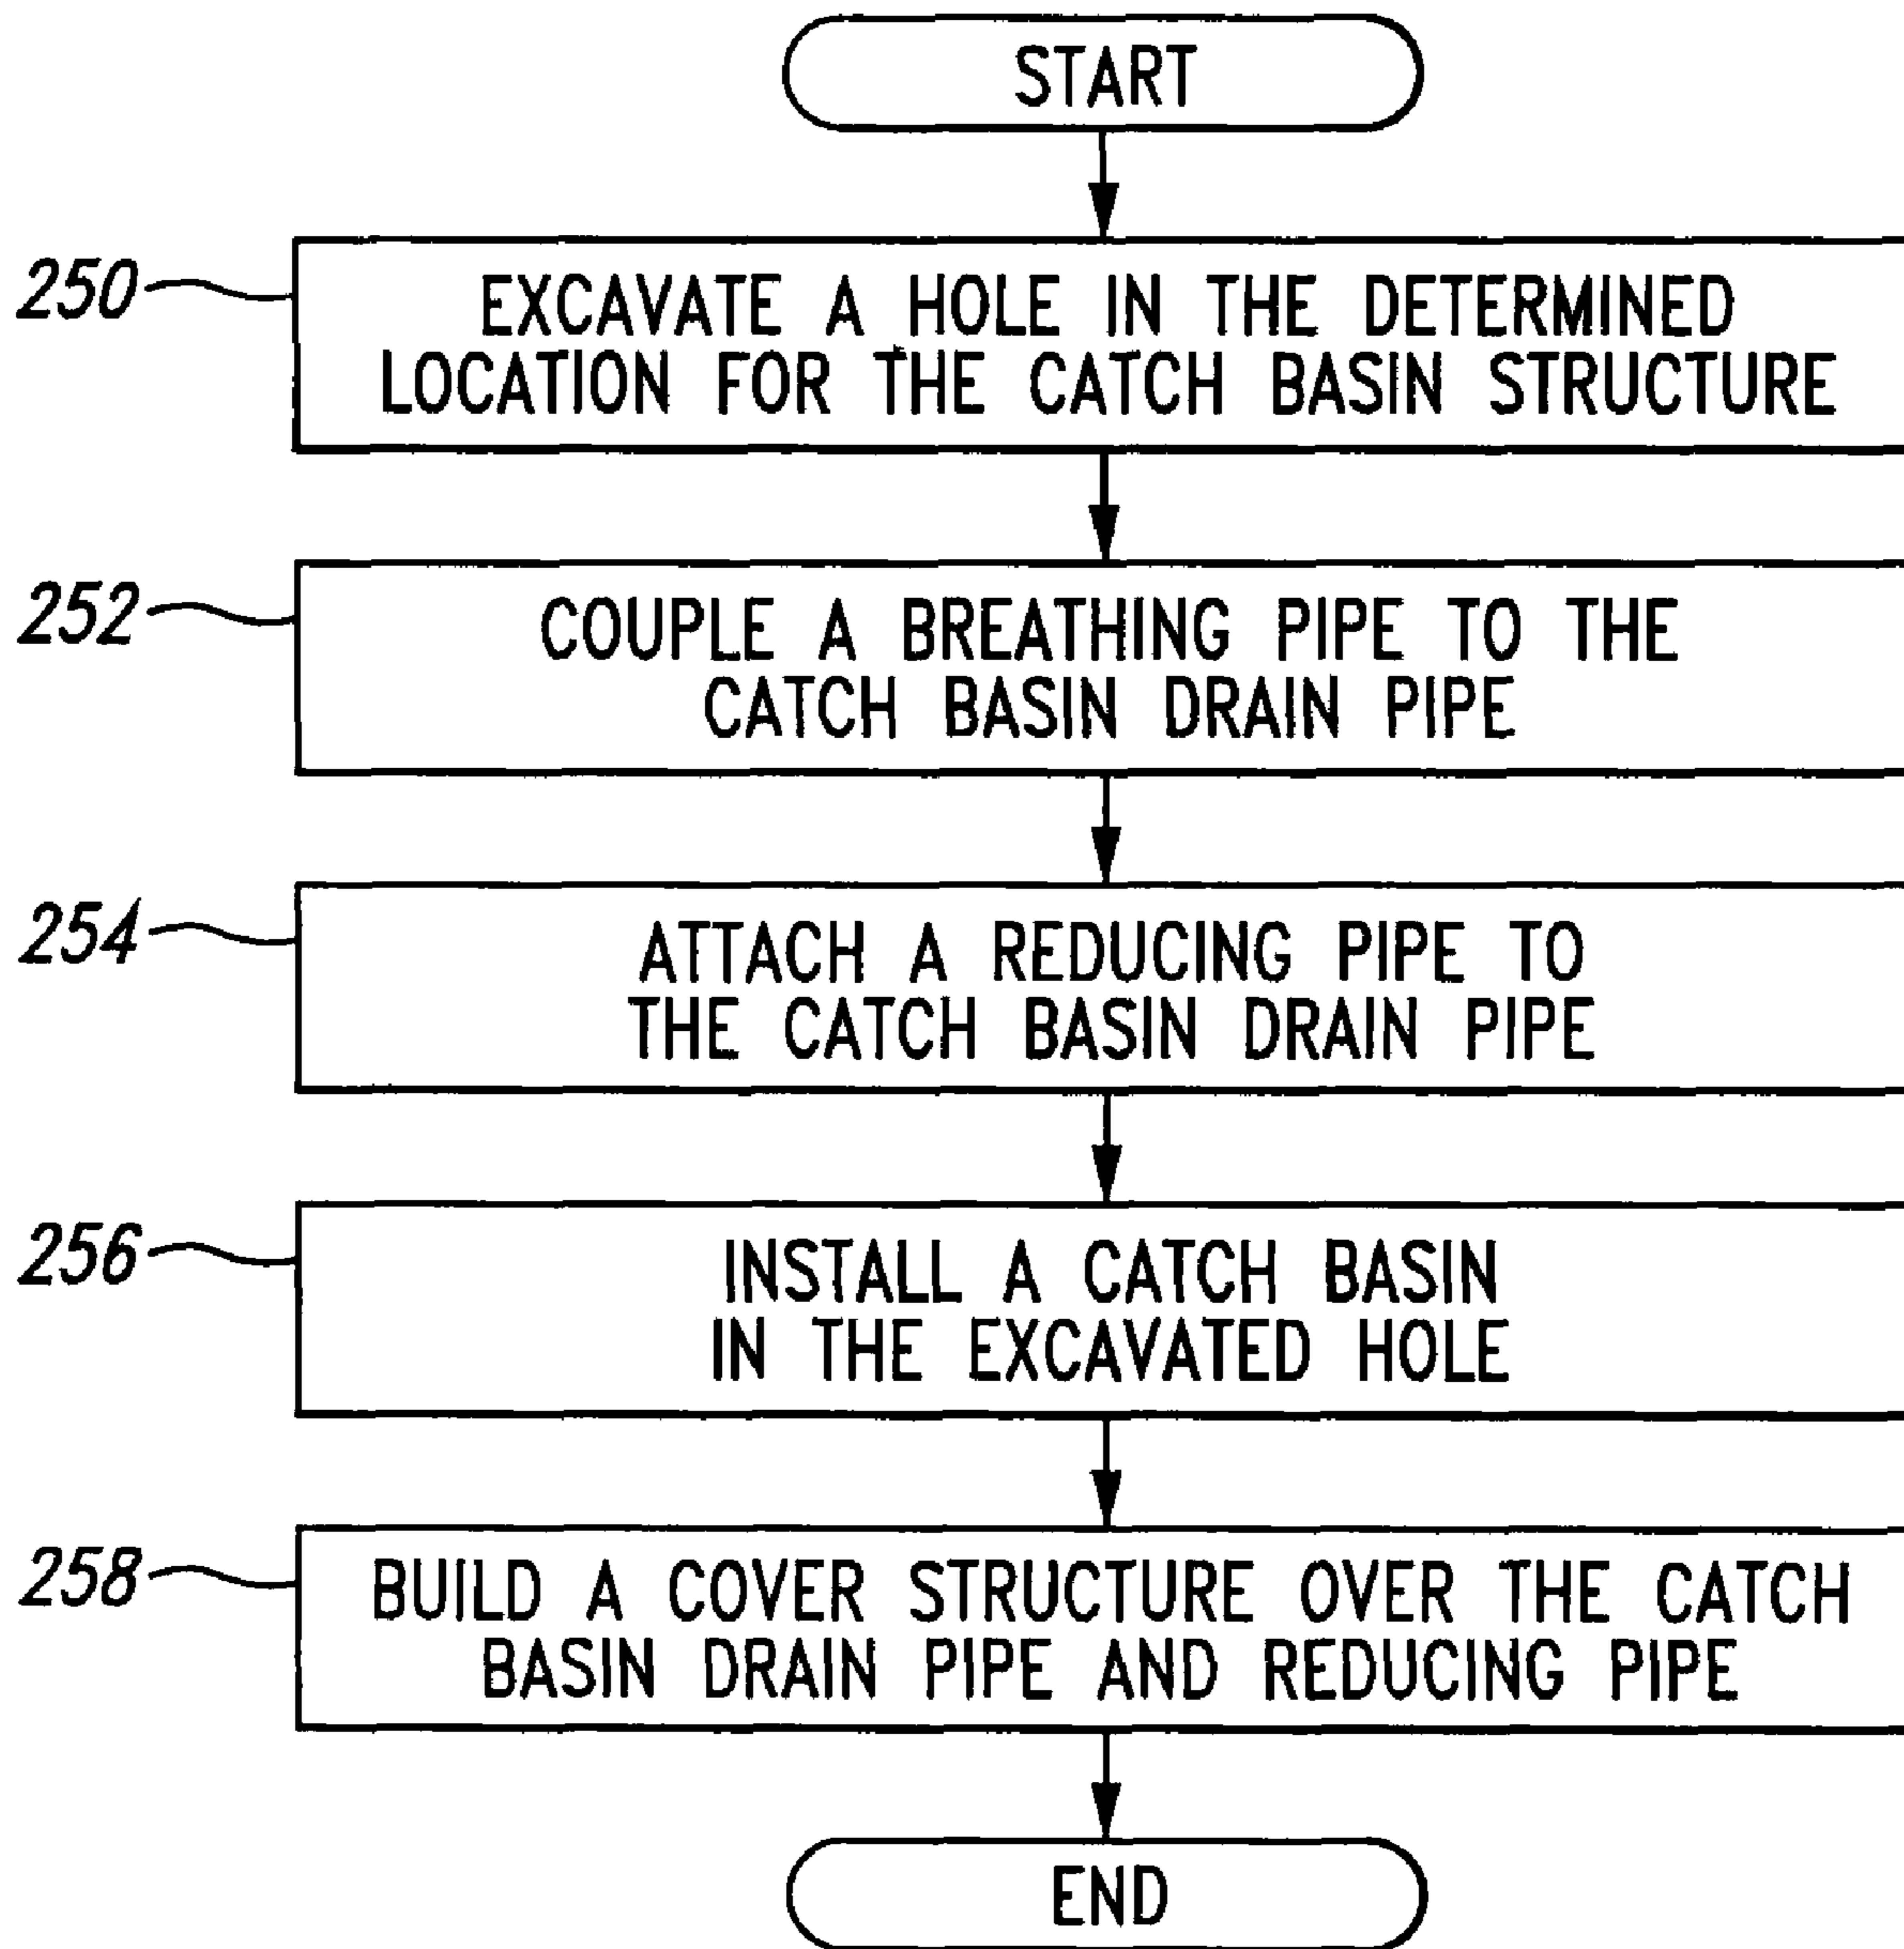 START
250
EXCAVATE A HOLE IN THE DETERMINED
LOCATION FOR THE CATCH BASIN STRUCTURE
252
COUPLE A BREATHING PIPE TO THE
CATCH BASIN DRAIN PIPE
254
ATTACH A REDUCING PIPE TO
THE CATCH BASIN DRAIN PIPE
256
INSTALL A CATCH BASIN
IN THE EXCAVATED HOLE
258
BUILD A COVER STRUCTURE OVER THE CATCH
BASIN DRAIN PIPE AND REDUCING PIPE
END